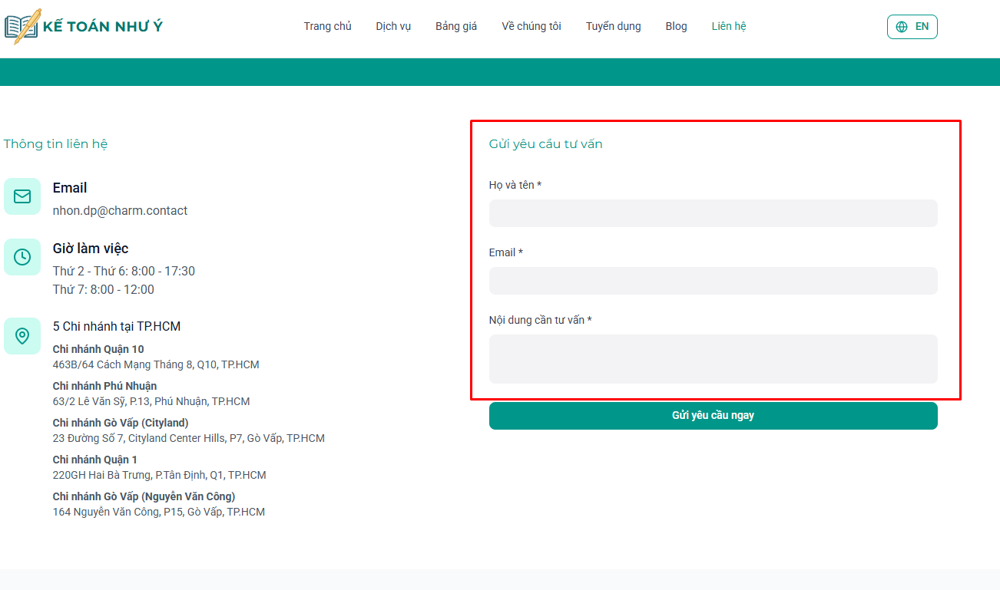 KẾ TOÁN NHƯ Ý
Trang chủ
Dịch vụ
Bảng giá
Về chúng tôi
Tuyển dụng
Blog
Liên hệ
EN
Thông tin liên hệ
Email
nhon.dp@charm.contact
Giờ làm việc
Thứ 2 - Thứ 6: 8:00 - 17:30
Thứ 7: 8:00 - 12:00
5 Chi nhánh tại TP.HCM
Chi nhánh Quận 10
463B/64 Cách Mạng Tháng 8, Q10, TP.HCM
Chi nhánh Phú Nhuận
63/2 Lê Văn Sỹ, P.13, Phú Nhuận, TP.HCM
Chi nhánh Gò Vấp (Cityland)
23 Đường Số 7, Cityland Center Hills, P7, Gò Vấp, TP.HCM
Chi nhánh Quận 1
220GH Hai Bà Trưng, P.Tân Định, Q1, TP.HCM
Chi nhánh Gò Vấp (Nguyễn Văn Công)
164 Nguyễn Văn Công, P15, Gò Vấp, TP.HCM
Gửi yêu cầu tư vấn
Họ và tên *
Email *
Nội dung cần tư vấn *
Gửi yêu cầu ngay